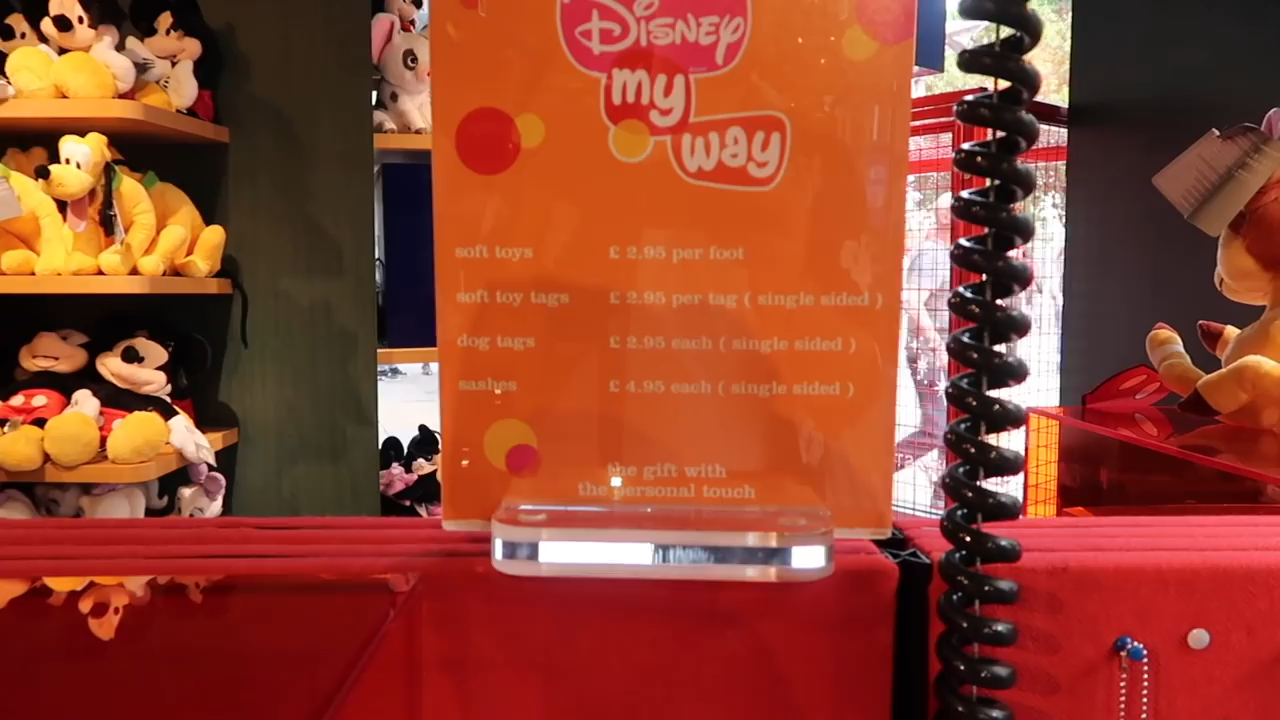 Disney
my
way
soft toys £ 2.95 per foot
soft toy tags £ 2.95 per tag ( single sided )
dog tags £ 2.95 each ( single sided )
sashes £ 4.95 each ( single sided )
the gift with
the personal touch